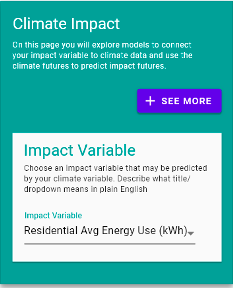 Climate Impact
On this page you will explore models to connect
your impact variable to climate data and use the
climate futures to predict impact futures.
+ SEE MORE
Impact Variable
Choose an impact variable that may be predicted
by your climate variable. Describe what title/
dropdown means in plain English
Impact Variable
Residential Avg Energy Use (kWh)